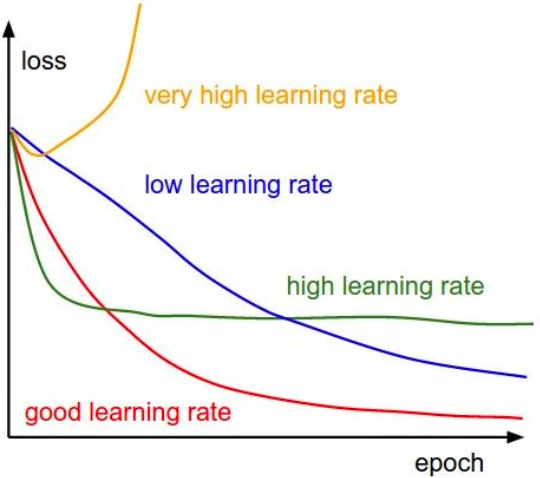 loss
very high learning rate
low learning rate
high learning rate
good learning rate
epoch